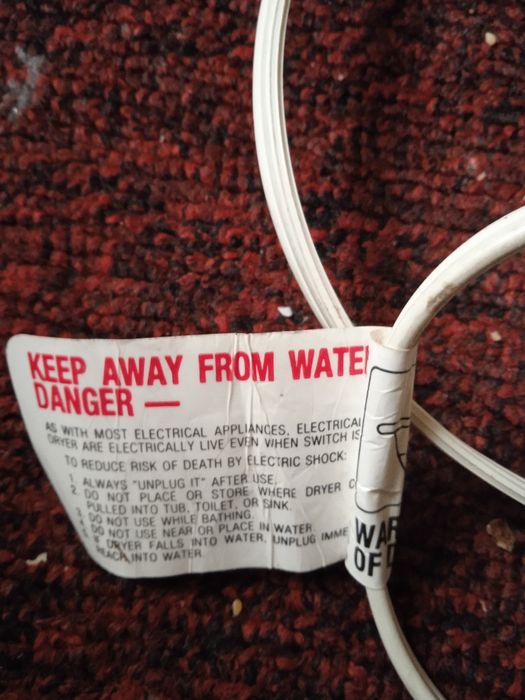 KEEP AWAY FROM WATE
DANGER —
AS WITH MOST ELECTRICAL APPLIANCES, ELECTRICAL
DRYER ARE ELECTRICALLY LIVE EVEN WHEN SWITCH IS
TO REDUCE RISK OF DEATH BY ELECTRIC SHOCK:
1. ALWAYS "UNPLUG IT" AFTER USE.
2. DO NOT PLACE OR STORE WHERE DRYER C
PULLED INTO TUB, TOILET, OR SINK.
3. DO NOT USE WHILE BATHING.
DO NOT USE NEAR OR PLACE IN WATER.
DRYER FALLS INTO WATER, UNPLUG IMME
REACH INTO WATER.
WAR
OF D